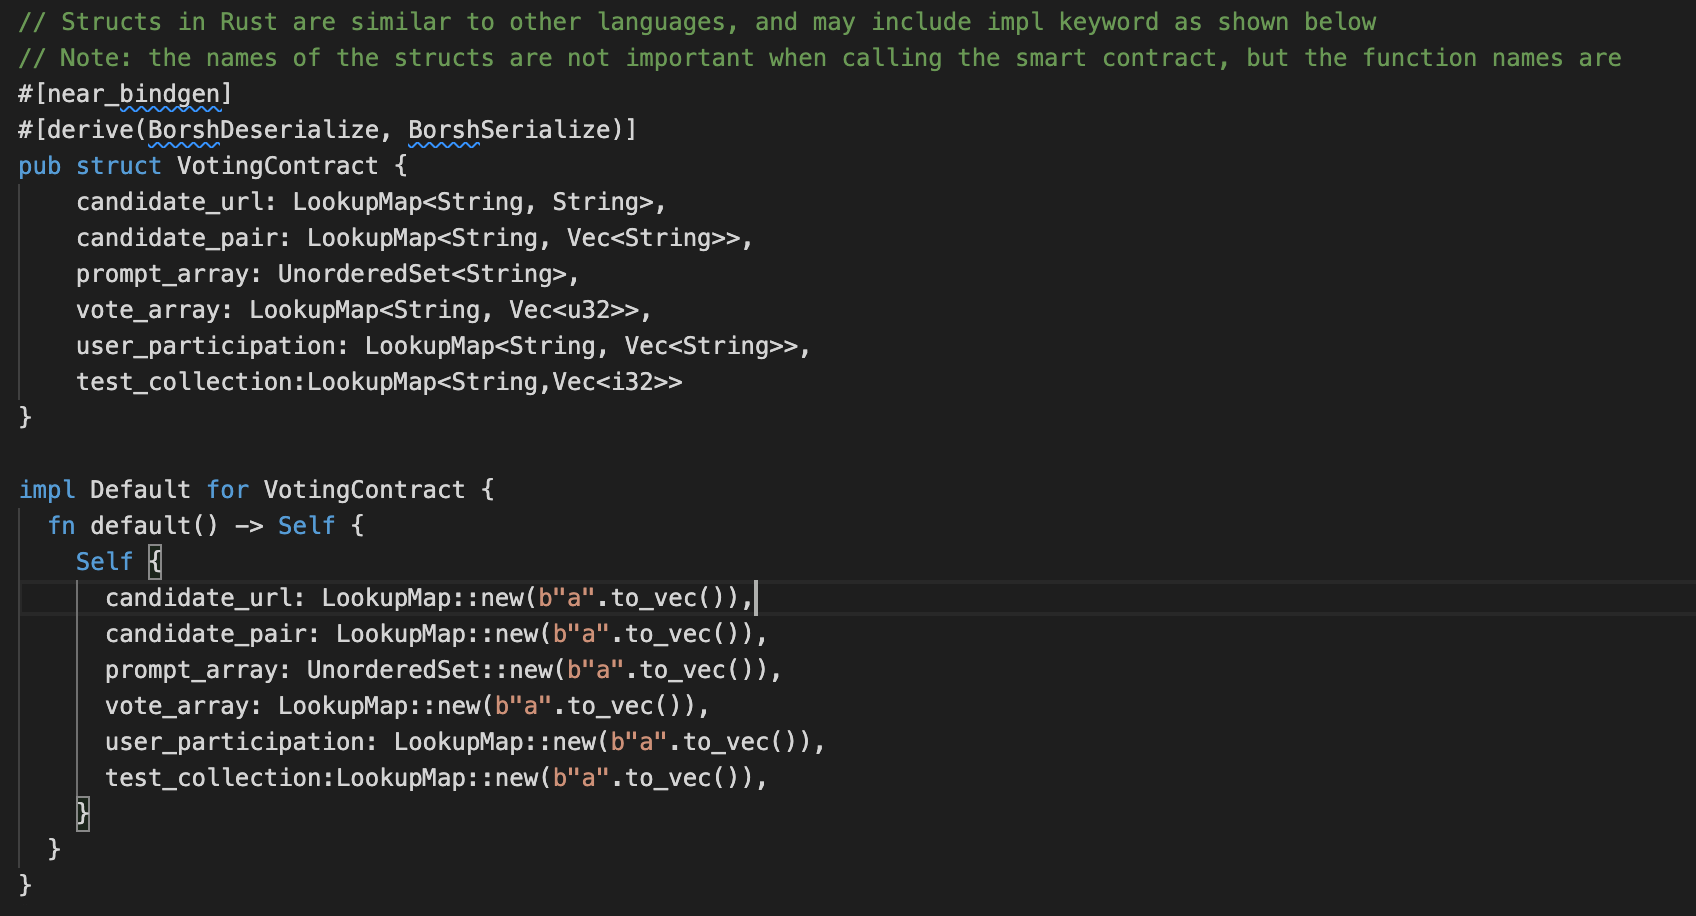 // Structs in Rust are similar to other languages, and may include impl keyword as shown below
// Note: the names of the structs are not important when calling the smart contract, but the function names are
#[near_bindgen]
#[derive(BorshDeserialize, BorshSerialize)]
pub struct VotingContract {
    candidate_url: LookupMap<String, String>,
    candidate_pair: LookupMap<String, Vec<String>>,
    prompt_array: UnorderedSet<String>,
    vote_array: LookupMap<String, Vec<u32>>,
    user_participation: LookupMap<String, Vec<String>>,
    test_collection:LookupMap<String,Vec<i32>>
}

impl Default for VotingContract {
  fn default() -> Self {
    Self {
      candidate_url: LookupMap::new(b"a".to_vec()),
      candidate_pair: LookupMap::new(b"a".to_vec()),
      prompt_array: UnorderedSet::new(b"a".to_vec()),
      vote_array: LookupMap::new(b"a".to_vec()),
      user_participation: LookupMap::new(b"a".to_vec()),
      test_collection:LookupMap::new(b"a".to_vec()),
    }
  }
}